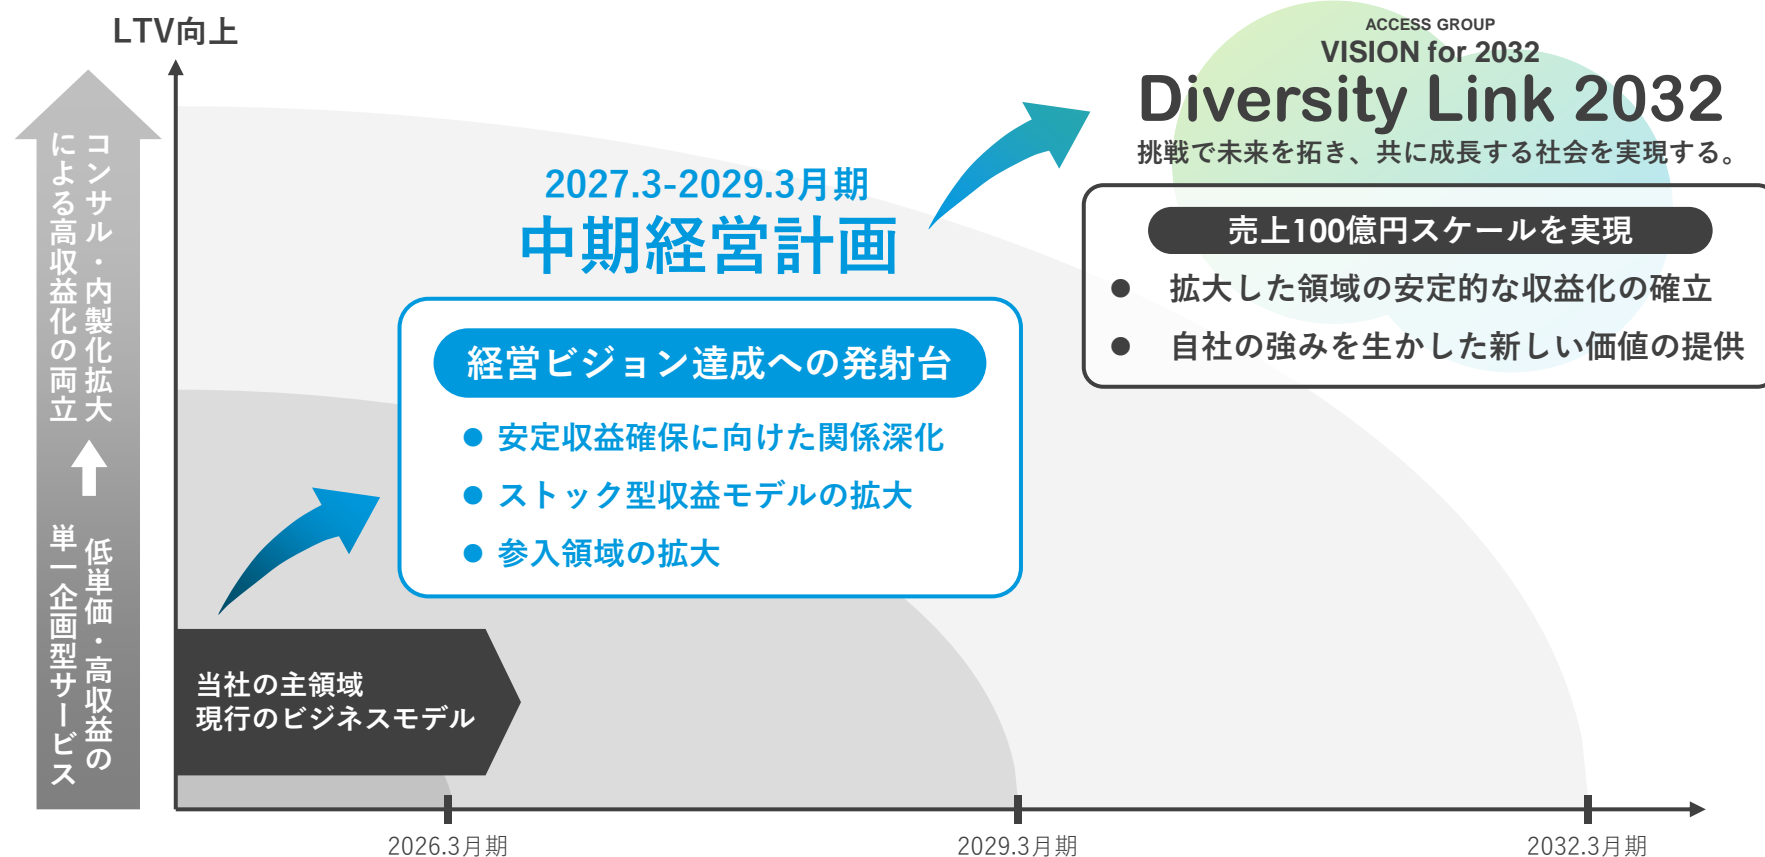 LTV向上
コンサル・内製化拡大
による高収益化の両立
低単価・高収益の
単一企画型サービス
ACCESS GROUP
VISION for 2032
Diversity Link 2032
挑戦で未来を拓き、共に成長する社会を実現する。
売上100億円スケールを実現
● 拡大した領域の安定的な収益化の確立
● 自社の強みを生かした新しい価値の提供
2027.3-2029.3月期
中期経営計画
経営ビジョン達成への発射台
● 安定収益確保に向けた関係深化
● ストック型収益モデルの拡大
● 参入領域の拡大
当社の主領域
現行のビジネスモデル
2026.3月期
2029.3月期
2032.3月期